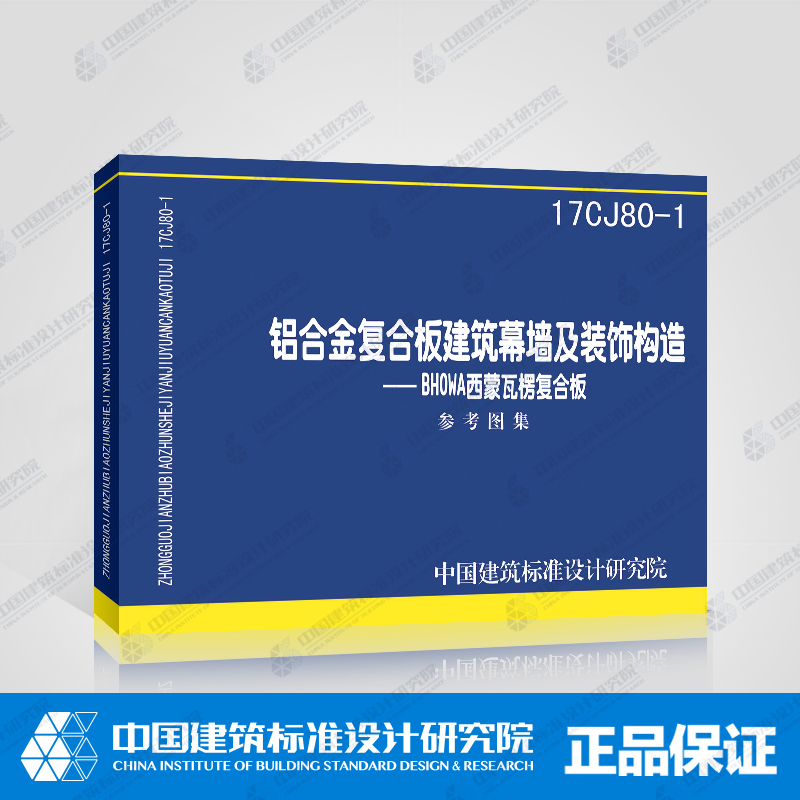 17CJ80-1
铝合金复合板建筑幕墙及装饰构造
——BHOWA西蒙瓦楞复合板
参考图集
中国建筑标准设计研究院
ZHONGGUOJIANZHUBIAOZHUNSHEJIYANJIUYUANCANKAOTUJI 17CJ80-1
ZHONGGUOJIANZHUBIAOZHUNSHEJIYANJIUYUANCANKAOTUJI 17CJ80-1
中国建筑标准设计研究院
CHINA INSTITUTE OF BUILDING STANDARD DESIGN & RESEARCH
正品保证